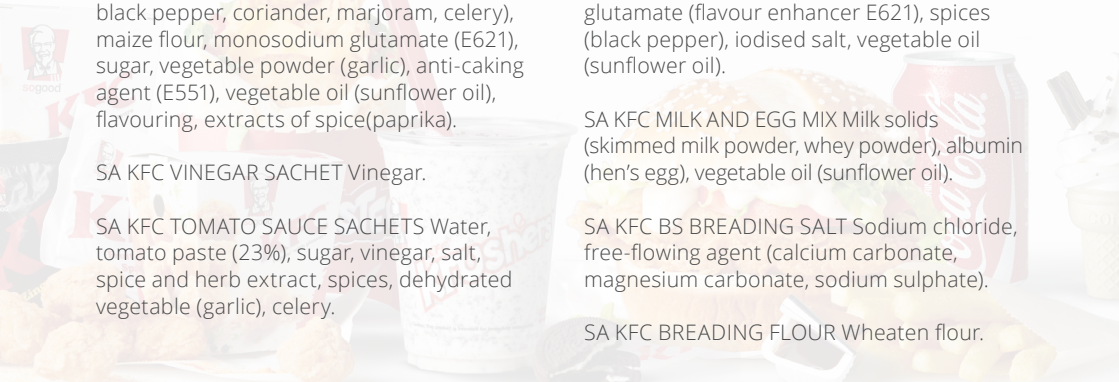 black pepper, coriander, marjoram, celery),
maize flour, monosodium glutamate (E621),
sugar, vegetable powder (garlic), anti-caking
agent (E551), vegetable oil (sunflower oil),
flavouring, extracts of spice(paprika).
SA KFC VINEGAR SACHET Vinegar.
SA KFC TOMATO SAUCE SACHETS Water,
tomato paste (23%), sugar, vinegar, salt,
spice and herb extract, spices, dehydrated
vegetable (garlic), celery.
glutamate (flavour enhancer E621), spices
(black pepper), iodised salt, vegetable oil
(sunflower oil).
SA KFC MILK AND EGG MIX Milk solids
(skimmed milk powder, whey powder), albumin
(hen’s egg), vegetable oil (sunflower oil).
SA KFC BS BREADING SALT Sodium chloride,
free-flowing agent (calcium carbonate,
magnesium carbonate, sodium sulphate).
SA KFC BREADING FLOUR Wheaten flour.
sogood
KFC
Coca-Cola